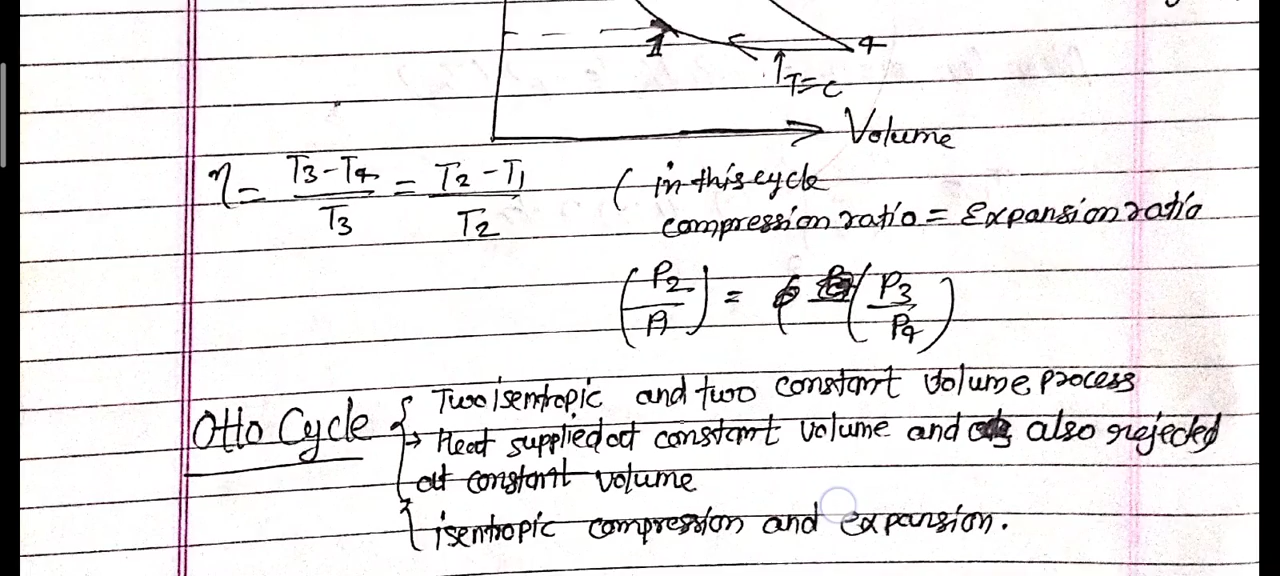 1
4
T=C
Volume
η = T3-T4 / T3 = T2-T1 / T2 ( in this cycle
compression ratio = Expansion ratio
(P2/P1) = (P3/P4)
Otto Cycle { Two isentropic and two constant volume process
→ Heat supplied at constant volume and also rejected
at constant volume
{ isentropic compression and expansion.